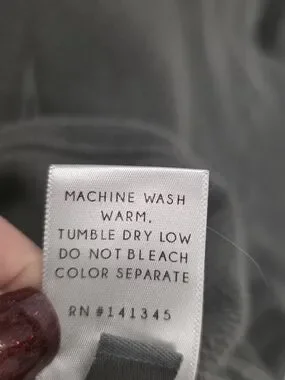 MACHINE WASH
WARM.
TUMBLE DRY LOW
DO NOT BLEACH
COLOR SEPARATE
RN #141345